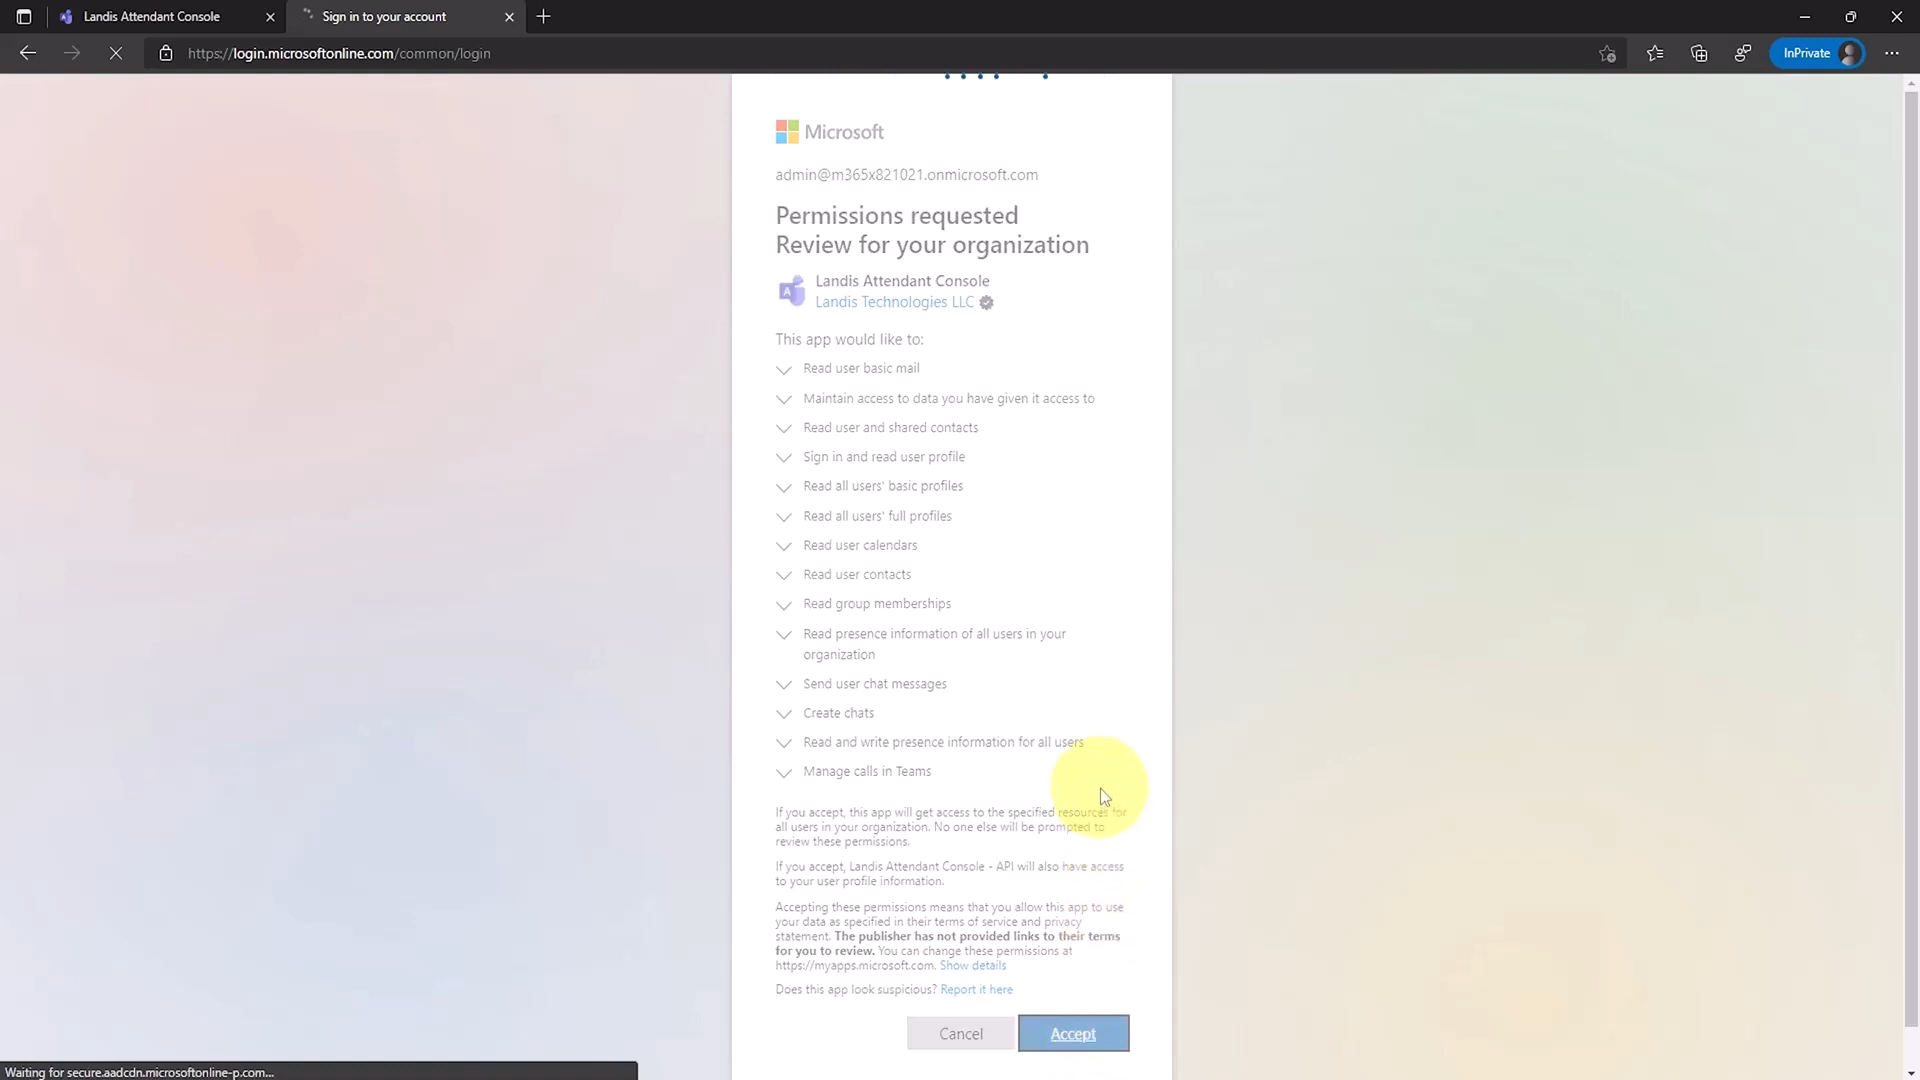 Landis Attendant Console
Sign in to your account
https://login.microsoftonline.com/common/login
InPrivate
Microsoft
admin@m365x821021.onmicrosoft.com
Permissions requested
Review for your organization
A
Landis Attendant Console
Landis Technologies LLC
This app would like to:
Read user basic mail
Maintain access to data you have given it access to
Read user and shared contacts
Sign in and read user profile
Read all users' basic profiles
Read all users' full profiles
Read user calendars
Read user contacts
Read group memberships
Read presence information of all users in your
organization
Send user chat messages
Create chats
Read and write presence information for all users
Manage calls in Teams
If you accept, this app will get access to the specified resources for
all users in your organization. No one else will be prompted to
review these permissions.
If you accept, Landis Attendant Console - API will also have access
to your user profile information.
Accepting these permissions means that you allow this app to use
your data as specified in their terms of service and privacy
statement. The publisher has not provided links to their terms
for you to review. You can change these permissions at
https://myapps.microsoft.com. Show details
Does this app look suspicious? Report it here
Cancel
Accept
Waiting for secure.aadcdn.microsoftonline-p.com...